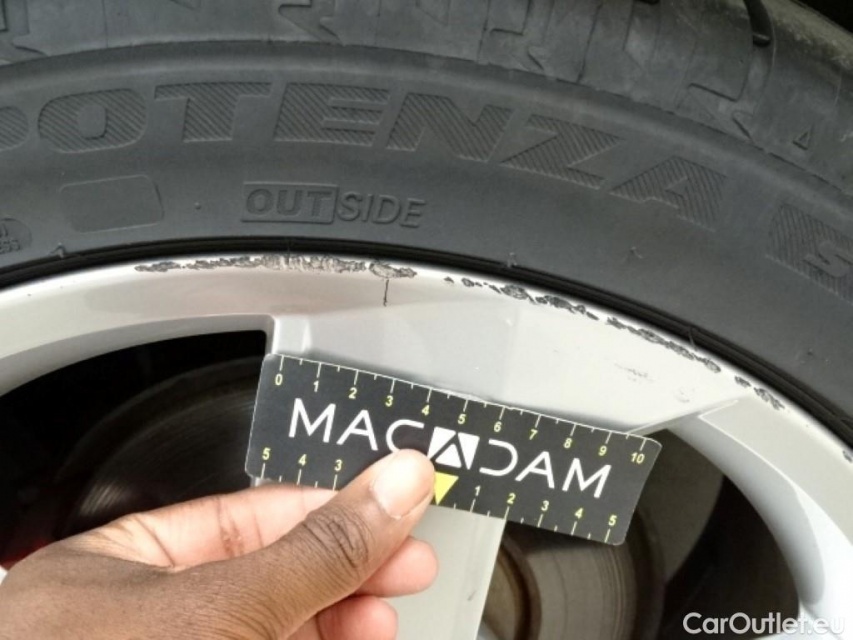 POTENZA S
OUTSIDE
0 1 2 3 4 5 6 7 8 9 10
MACADAM
5 4 3 1 2 3 4 5
CarOutlet.eu